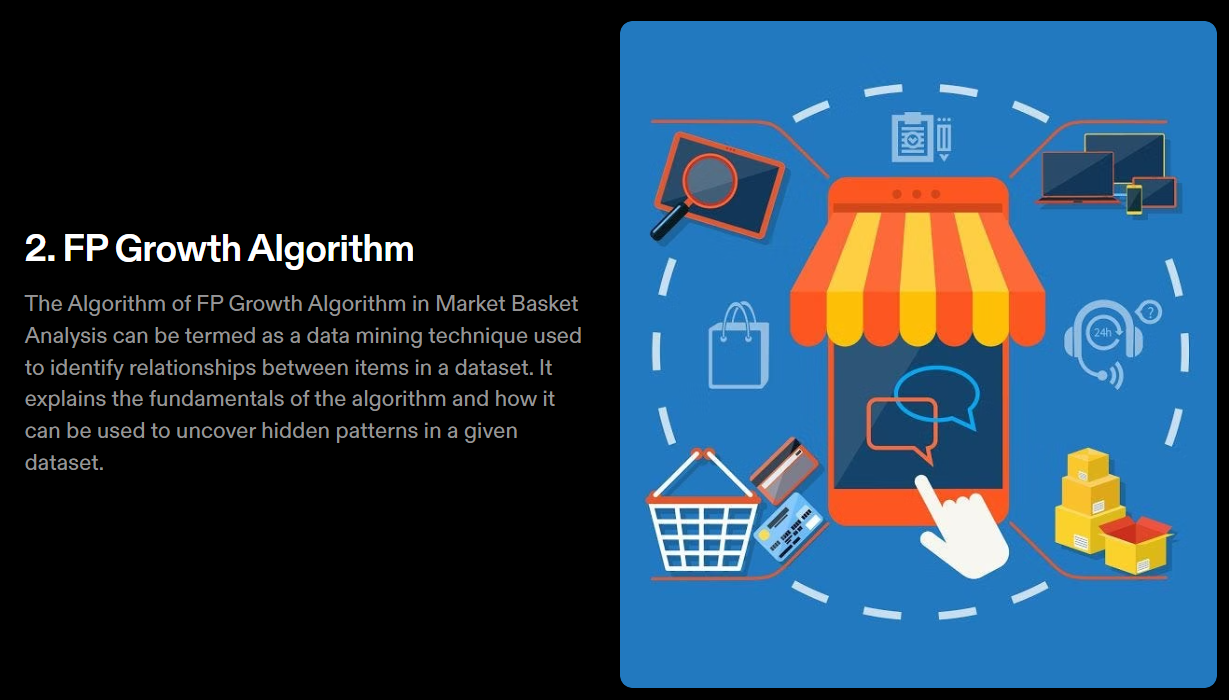 2. FP Growth Algorithm
The Algorithm of FP Growth Algorithm in Market Basket
Analysis can be termed as a data mining technique used
to identify relationships between items in a dataset. It
explains the fundamentals of the algorithm and how it
can be used to uncover hidden patterns in a given
dataset.
?
24h